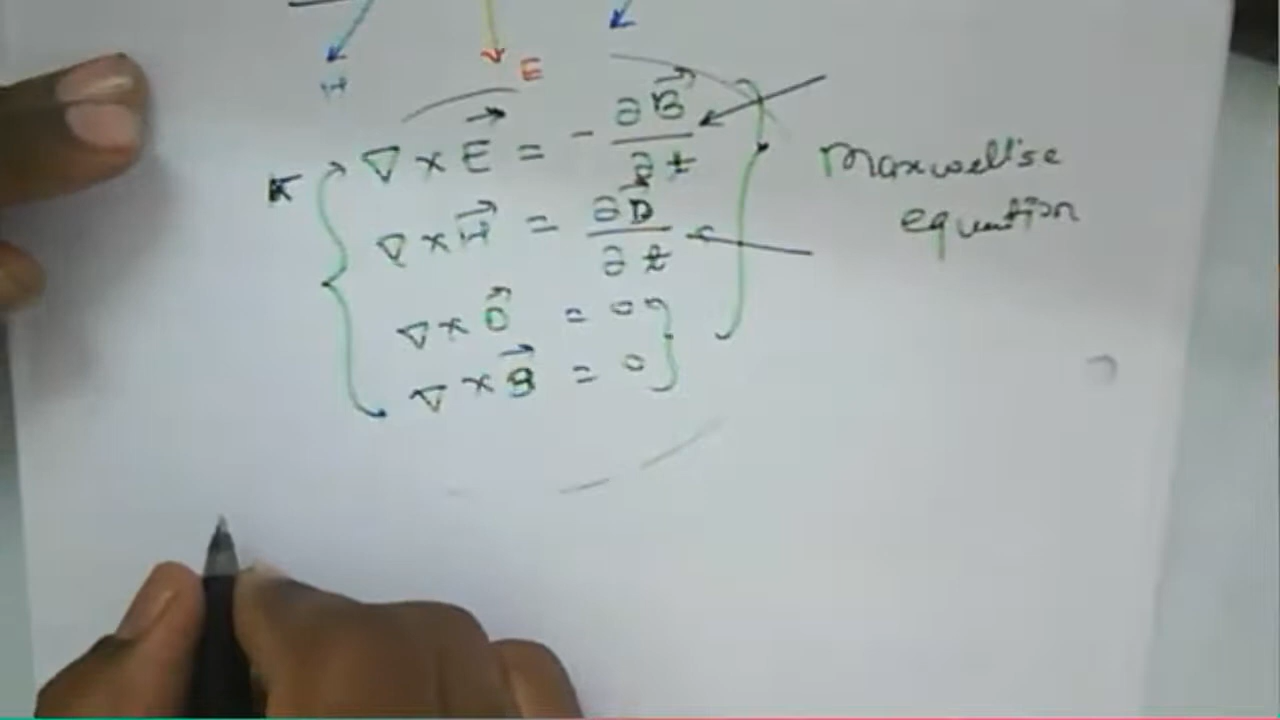 H E
∇ × E⃗ = - ∂B⃗/∂t
∇ × H⃗ = ∂D⃗/∂t
∇ × D⃗ = 0
∇ × B⃗ = 0
Maxwell'se
equation